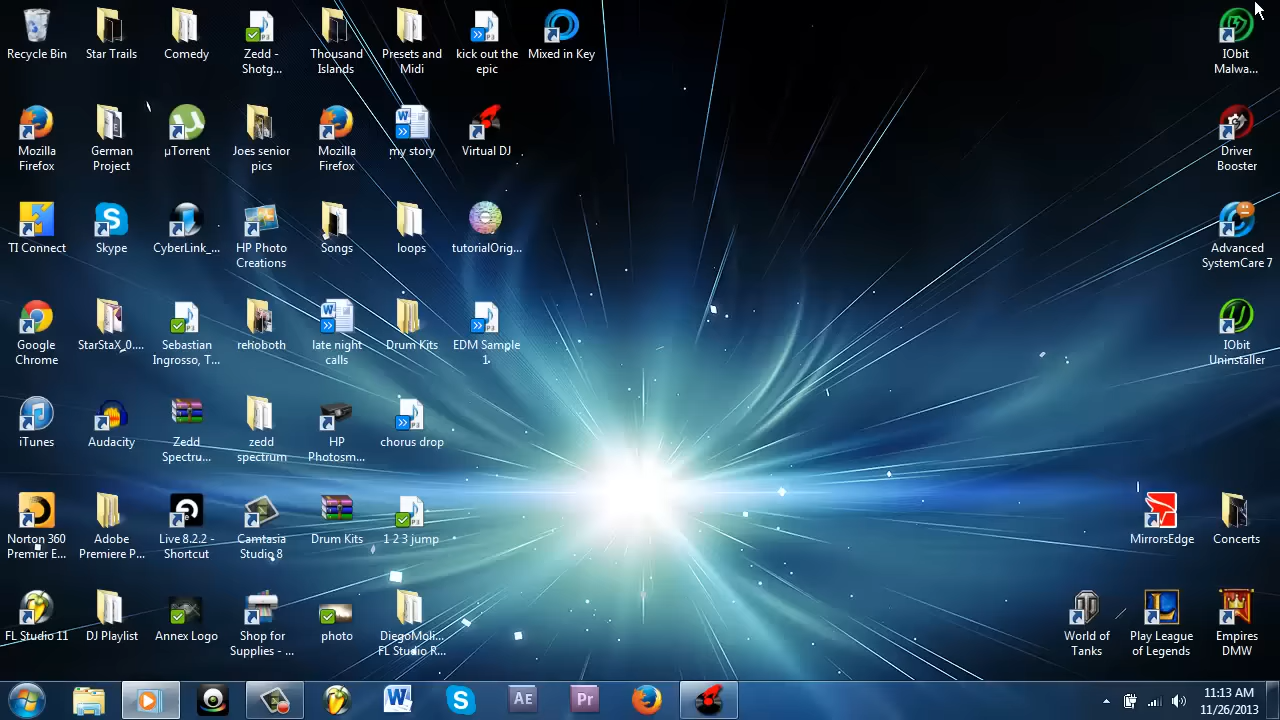 Recycle Bin
Star Trails
Comedy
Zedd -
Shotg...
Thousand
Islands
Presets and
Midi
kick out the
epic
Mixed in Key
IObit
Malwa...
Mozilla
Firefox
German
Project
µTorrent
Joes senior
pics
Mozilla
Firefox
my story
Virtual DJ
Driver
Booster
TI Connect
Skype
CyberLink_...
HP Photo
Creations
Songs
loops
tutorialOrig...
Advanced
SystemCare 7
Google
Chrome
StarStaX_0....
Sebastian
Ingrosso, T...
rehoboth
late night
calls
Drum Kits
EDM Sample
1
IObit
Uninstaller
iTunes
Audacity
Zedd
Spectru...
zedd
spectrum
HP
Photosm...
chorus drop
Norton 360
Premier E...
Adobe
Premiere P...
Live 8.2.2 -
Shortcut
Camtasia
Studio 8
Drum Kits
1 2 3 jump
MirrorsEdge
Concerts
FL Studio 11
DJ Playlist
Annex Logo
Shop for
Supplies - ...
photo
DiegoMoli...
FL Studio R...
World of
Tanks
Play League
of Legends
Empires
DMW
AE
Pr
11:13 AM
11/26/2013